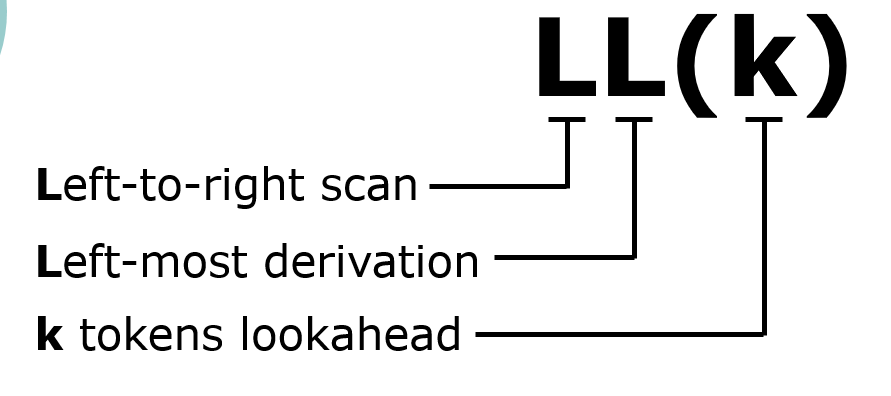 LL(k)
Left-to-right scan
Left-most derivation
k tokens lookahead